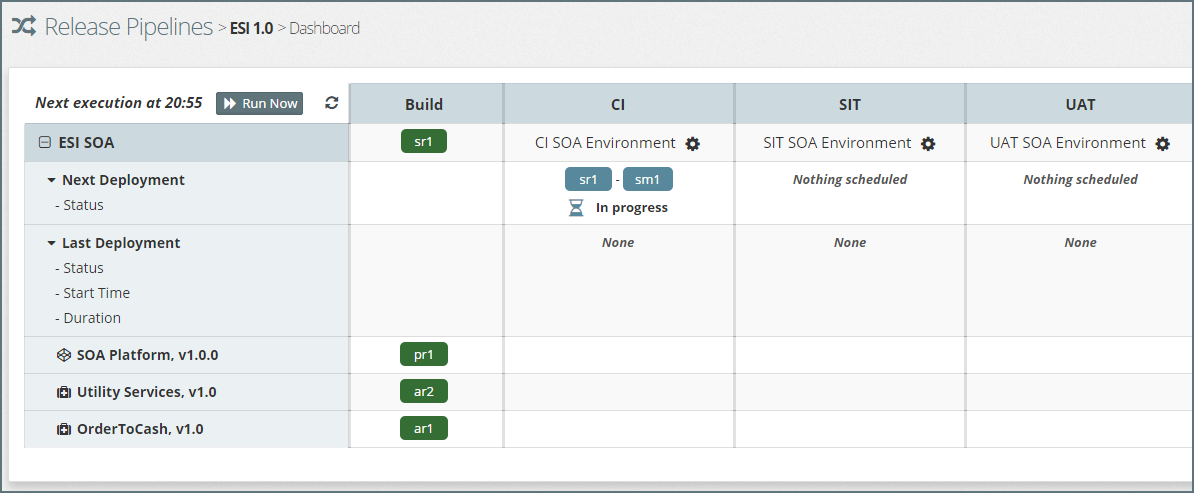 Release Pipelines > ESI 1.0 > Dashboard
Next execution at 20:55 Run Now Build CI SIT UAT
ESI SOA sr1 CI SOA Environment SIT SOA Environment UAT SOA Environment
Next Deployment sr1 - sm1 Nothing scheduled Nothing scheduled
- Status In progress
Last Deployment None None None
- Status
- Start Time
- Duration
SOA Platform, v1.0.0 pr1
Utility Services, v1.0 ar2
OrderToCash, v1.0 ar1